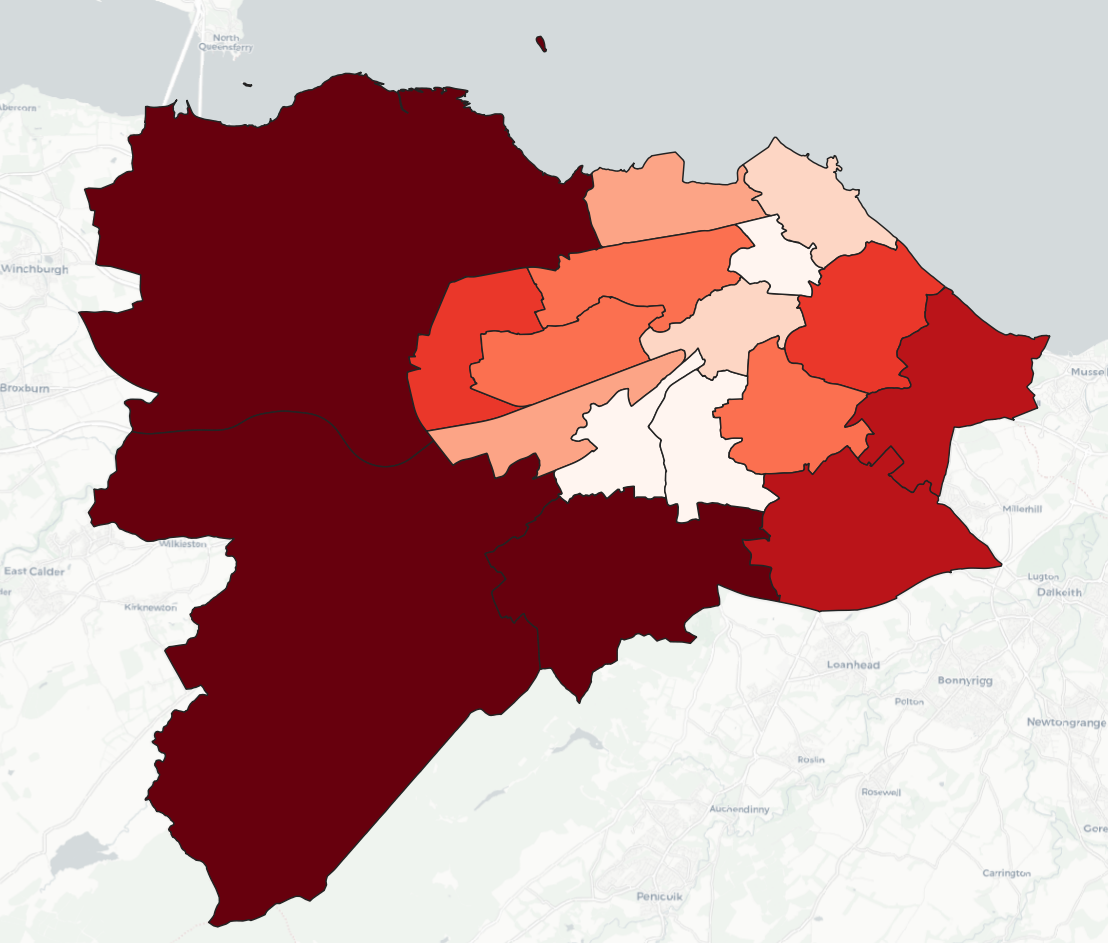 North
Queensferry
Abercorn
Winchburgh
Broxburn
Wilkieston
East Calder
Kirknewton
Musse
Millerhill
Lugton
Dalkeith
Loanhead
Bonnyrigg
Polton
Newtongrange
Roslin
Rosewell
Auchendinny
Gore
Carrington
Penicuik